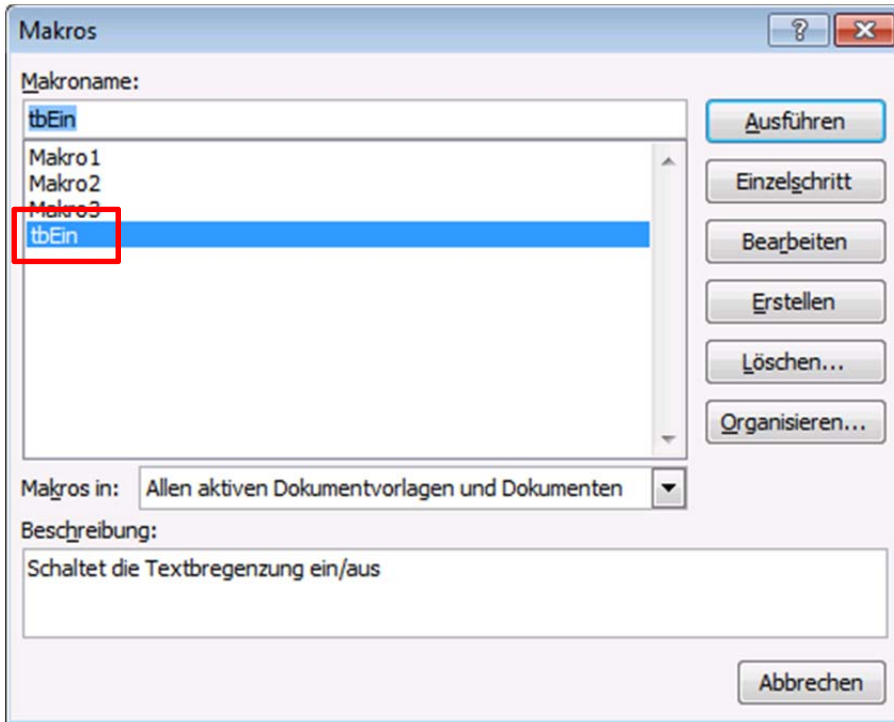 Makros
Makroname:
tbEin
Ausführen
Makro1
Makro2
Makro3
tbEin
Einzelschritt
Bearbeiten
Erstellen
Löschen...
Organisieren...
Makros in: Allen aktiven Dokumentvorlagen und Dokumenten
Beschreibung:
Schaltet die Textbregenzung ein/aus
Abbrechen